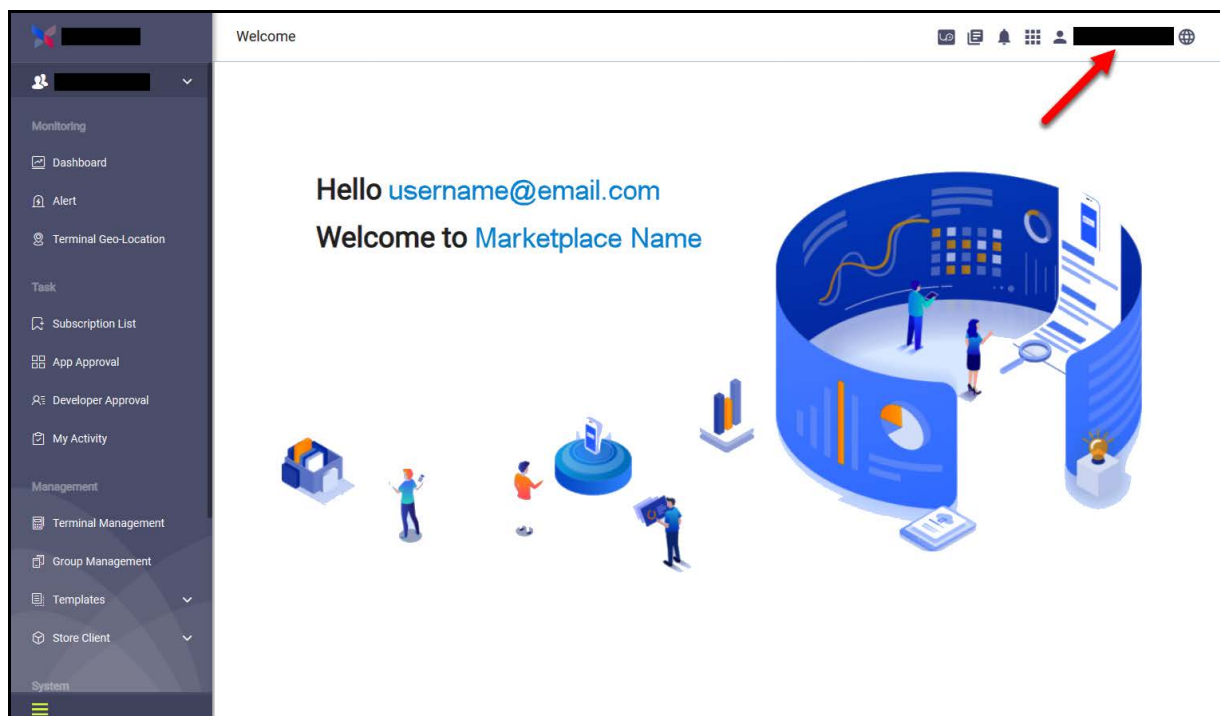 Welcome
Monitoring
Dashboard
Alert
Terminal Geo-Location
Task
Subscription List
App Approval
Developer Approval
My Activity
Management
Terminal Management
Group Management
Templates
Store Client
System
Hello username@email.com
Welcome to Marketplace Name